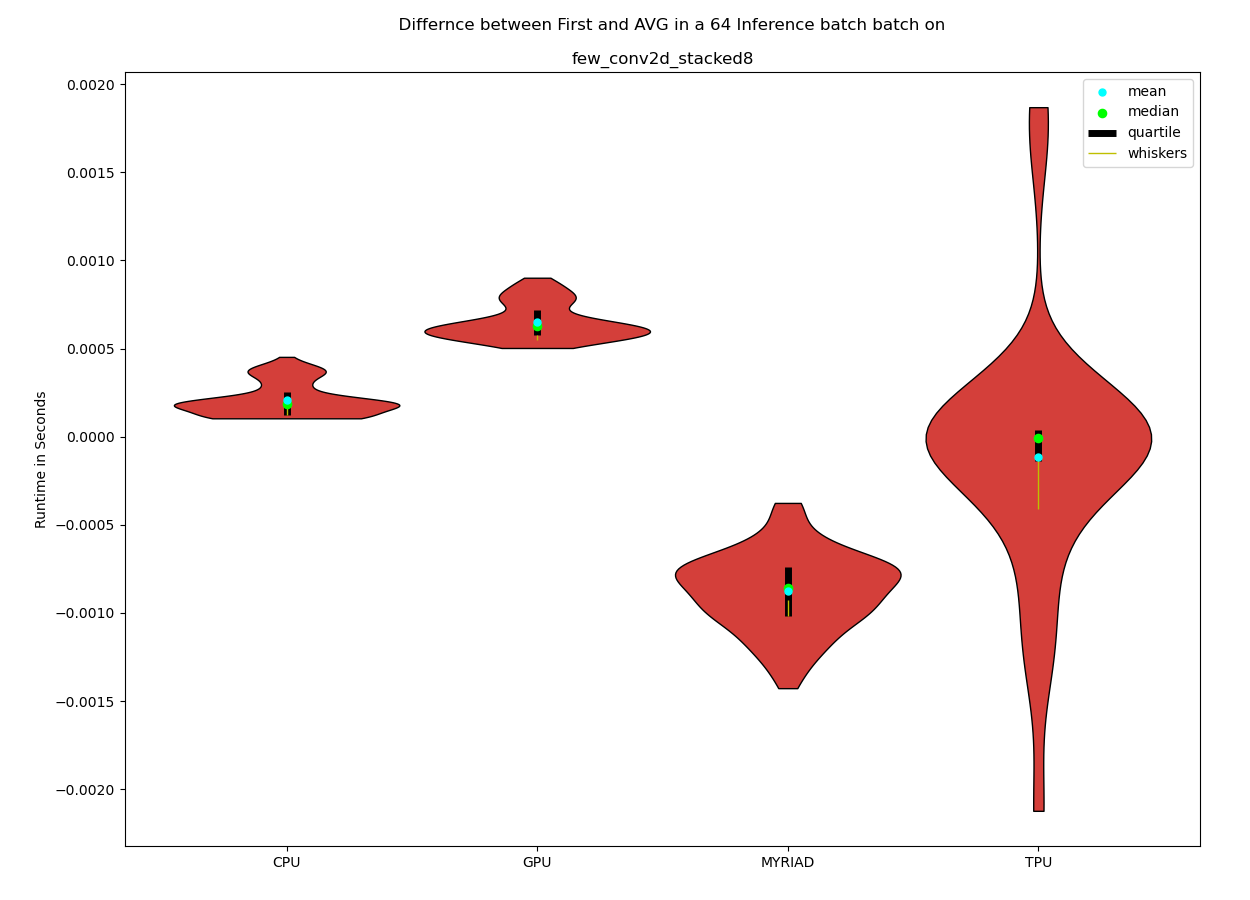 Differnce between First and AVG in a 64 Inference batch batch on
few_conv2d_stacked8
mean
median
quartile
whiskers
Runtime in Seconds
0.0020
0.0015
0.0010
0.0005
0.0000
−0.0005
−0.0010
−0.0015
−0.0020
CPU GPU MYRIAD TPU